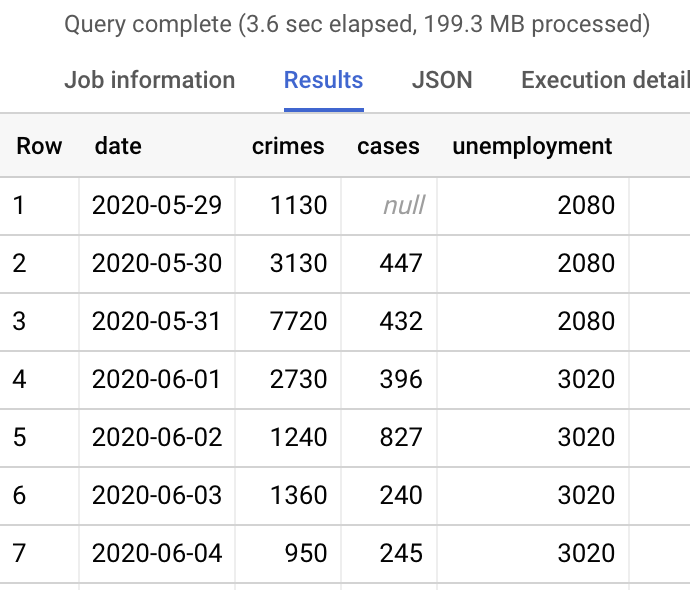 Query complete (3.6 sec elapsed, 199.3 MB processed)
Job information Results JSON Execution detail
Row date crimes cases unemployment
1 2020-05-29 1130 null 2080
2 2020-05-30 3130 447 2080
3 2020-05-31 7720 432 2080
4 2020-06-01 2730 396 3020
5 2020-06-02 1240 827 3020
6 2020-06-03 1360 240 3020
7 2020-06-04 950 245 3020